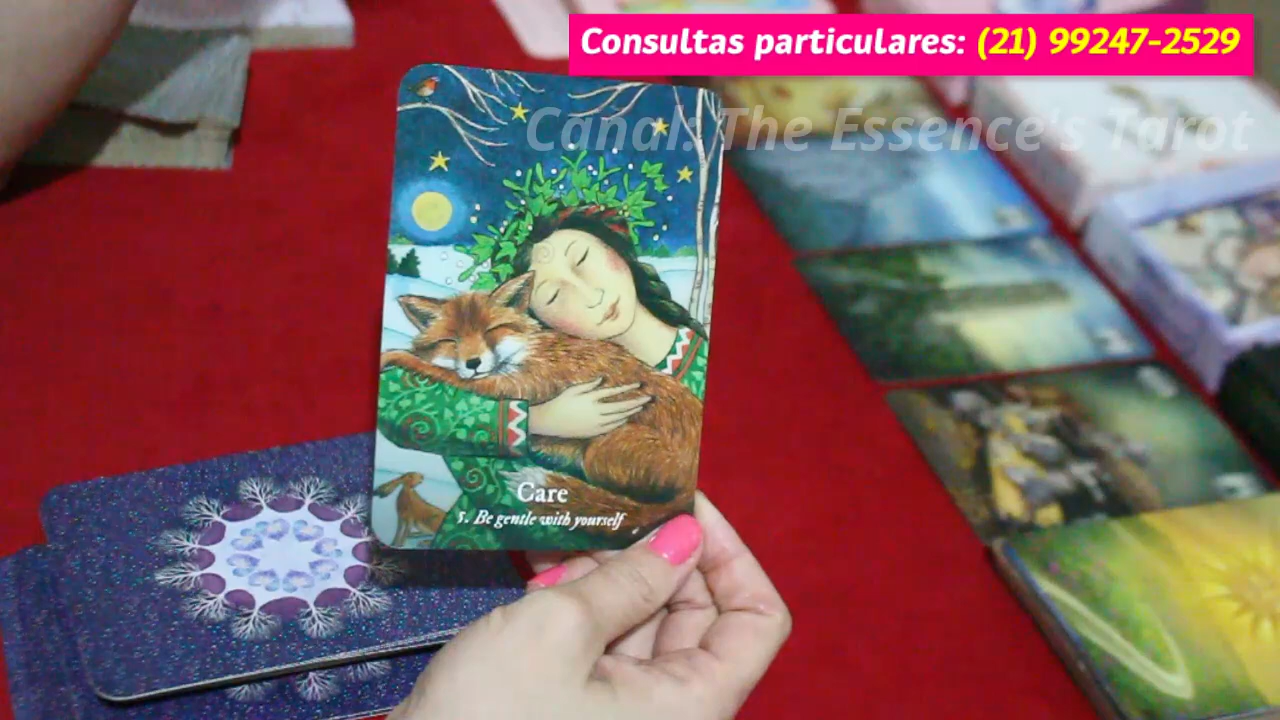 Consultas particulares: (21) 99247-2529
Canal: The Essence's Tarot
Care
5. Be gentle with yourself